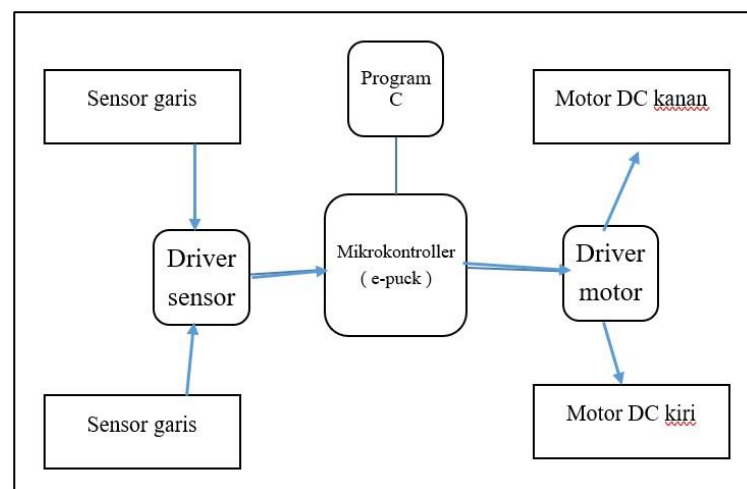 Sensor garis
Program
C
Motor DC kanan
Driver
sensor
Mikrokontroller
( e-puck )
Driver
motor
Sensor garis
Motor DC kiri